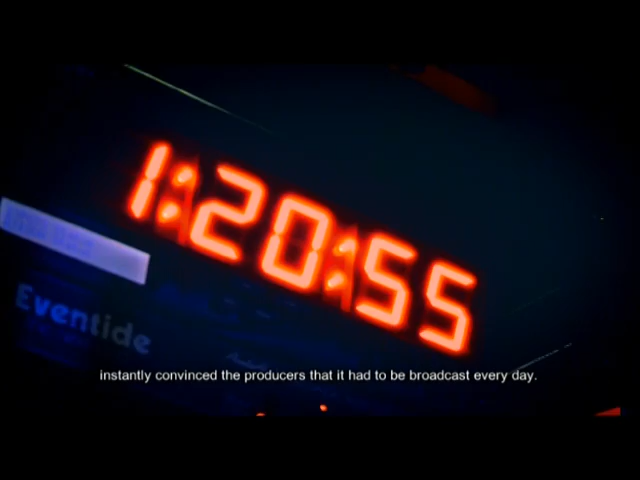 1:20:55
Eventide
instantly convinced the producers that it had to be broadcast every day.